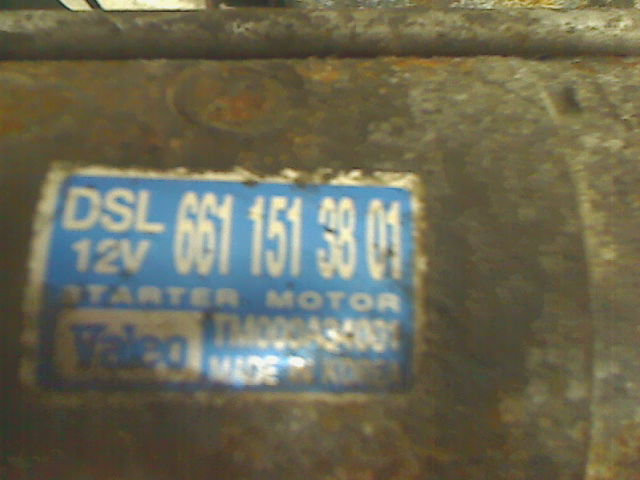 DSL 661 151 38 01
12V
STARTER MOTOR
Valeo
MADE IN KOREA